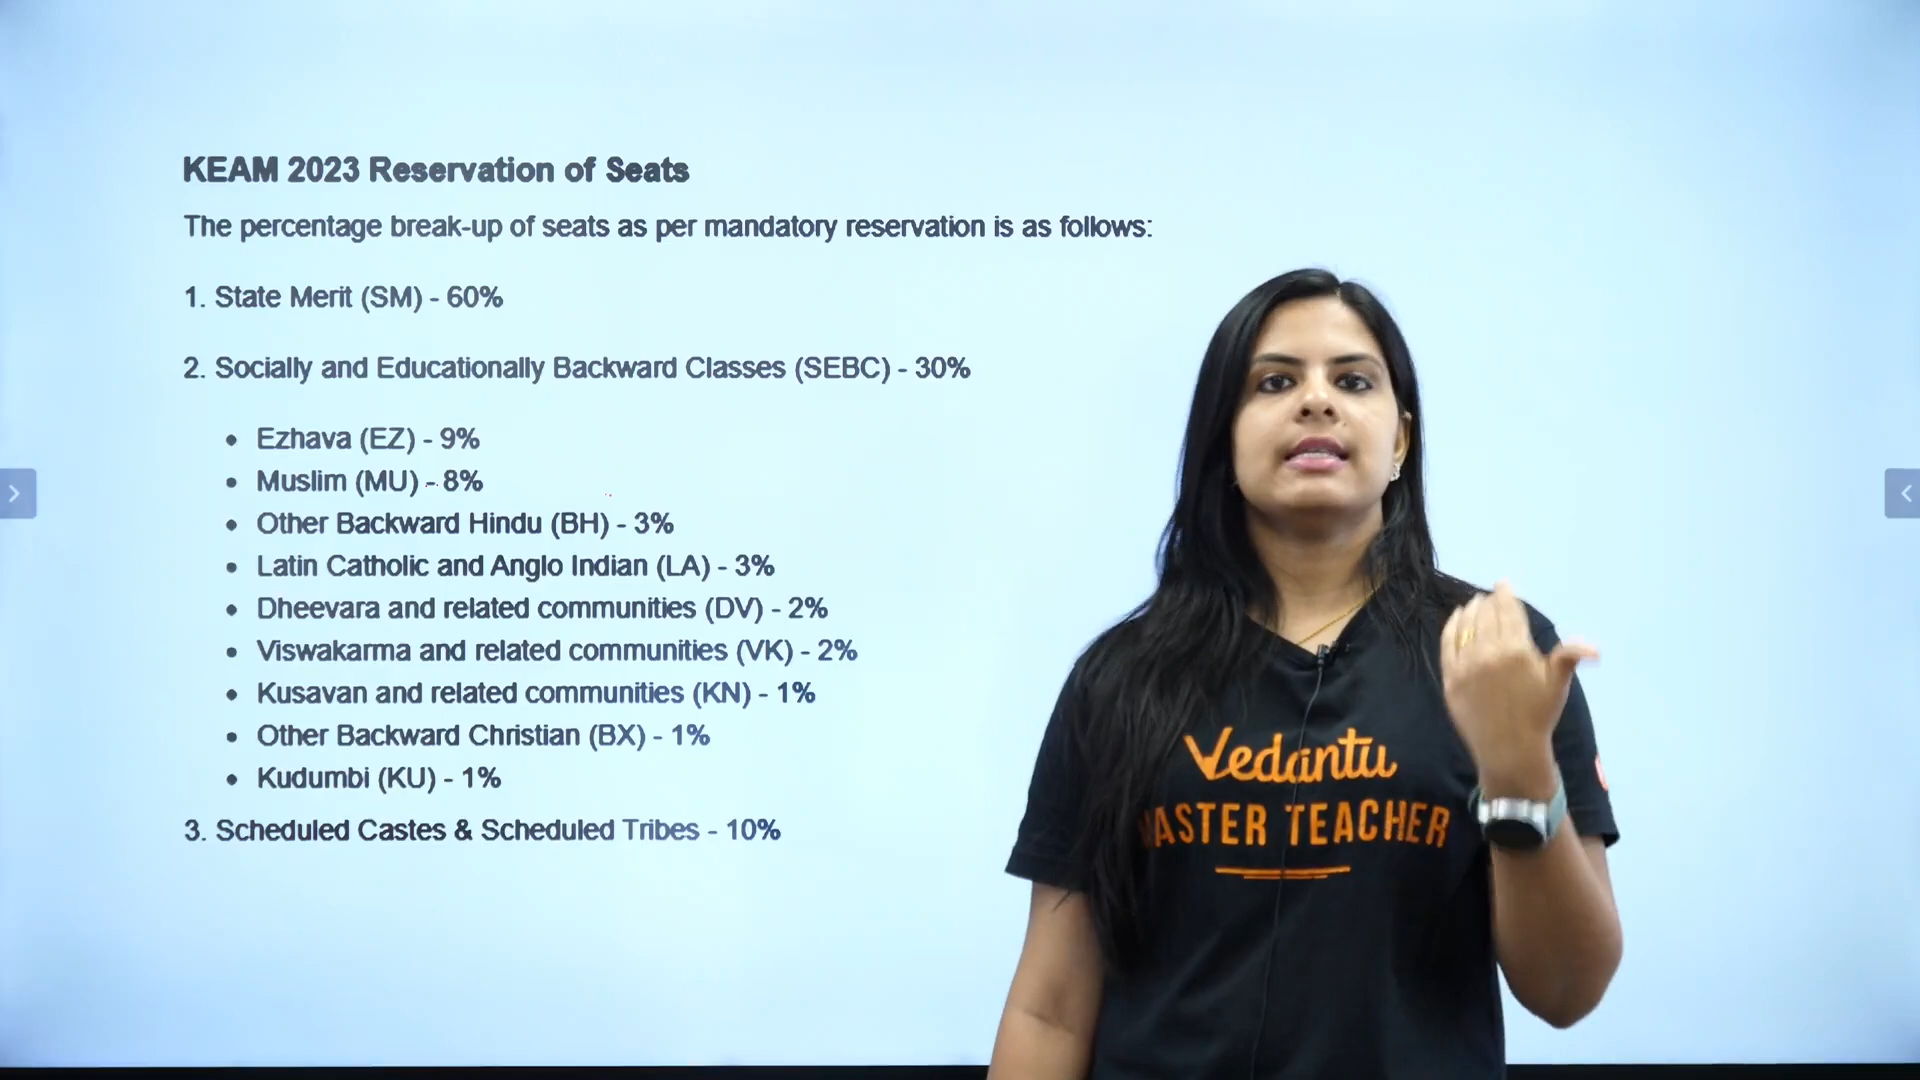 KEAM 2023 Reservation of Seats
The percentage break-up of seats as per mandatory reservation is as follows:
1. State Merit (SM) - 60%
2. Socially and Educationally Backward Classes (SEBC) - 30%
• Ezhava (EZ) - 9%
• Muslim (MU) - 8%
• Other Backward Hindu (BH) - 3%
• Latin Catholic and Anglo Indian (LA) - 3%
• Dheevara and related communities (DV) - 2%
• Viswakarma and related communities (VK) - 2%
• Kusavan and related communities (KN) - 1%
• Other Backward Christian (BX) - 1%
• Kudumbi (KU) - 1%
3. Scheduled Castes & Scheduled Tribes - 10%
Vedantu
ASTER TEACHER